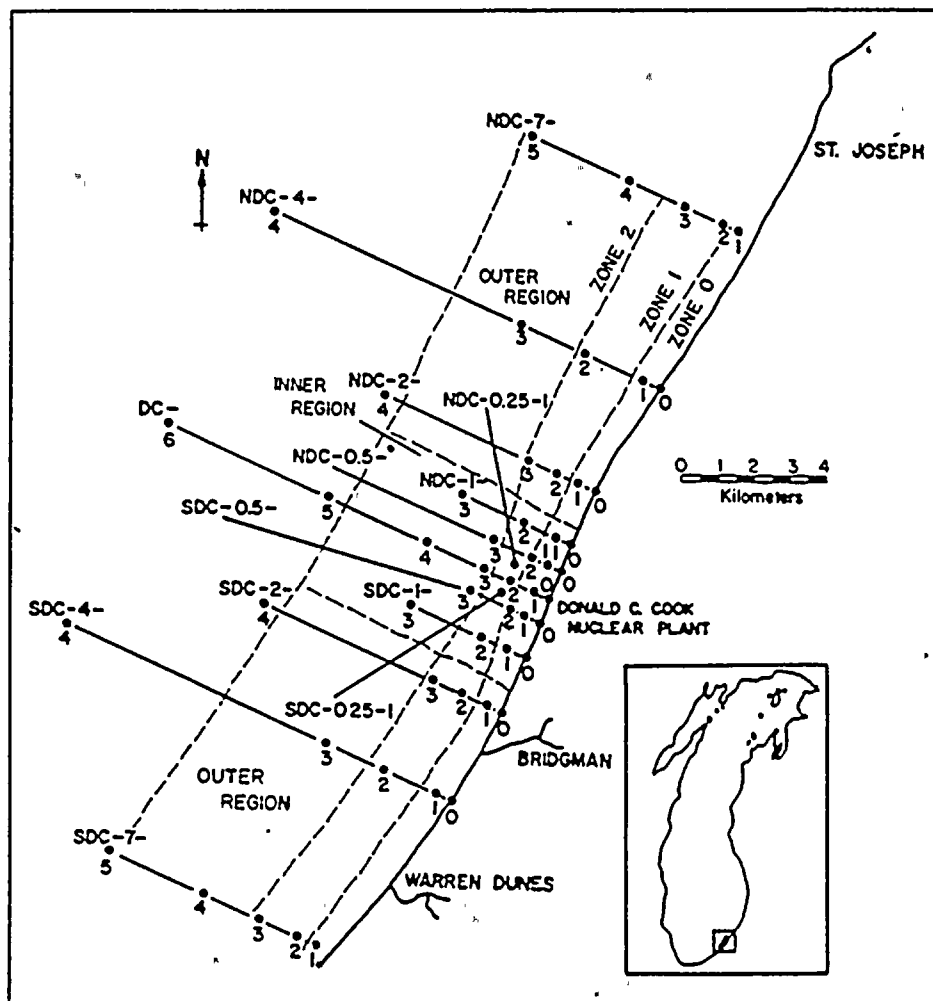 ST. JOSEPH
NDC-7-
5
4
3
2
1
N
NDC-4-
4
3
2
1
0
OUTER
REGION
ZONE 2
ZONE 1
ZONE 0
NDC-2-
4
3
2
1
0
INNER
REGION
NDC-0.25-1
DC-
6
5
4
3
2
1
0
NDC-0.5-
3
2
1
0
NDC-1-
3
2
1
0
0 1 2 3 4
Kilometers
SDC-0.5-
3
2
1
0
DONALD C. COOK
NUCLEAR PLANT
SDC-1-
3
2
1
0
SDC-2-
4
3
2
1
0
SDC-4-
4
3
2
1
0
SDC-0.25-1
BRIDGMAN
OUTER
REGION
SDC-7-
5
4
3
2
1
WARREN DUNES